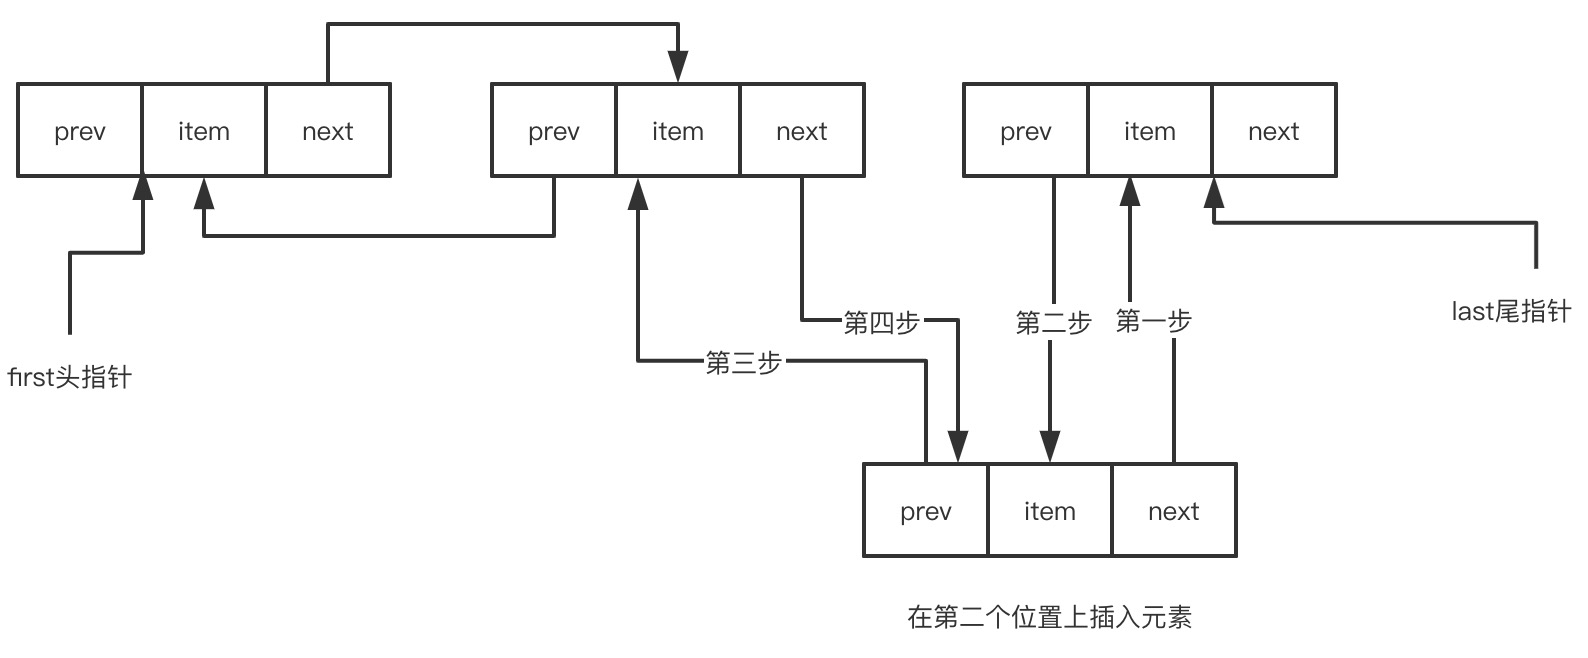 prev item next
prev item next
prev item next
last尾指针
第四步
第二步
第一步
第三步
first头指针
prev item next
在第二个位置上插入元素